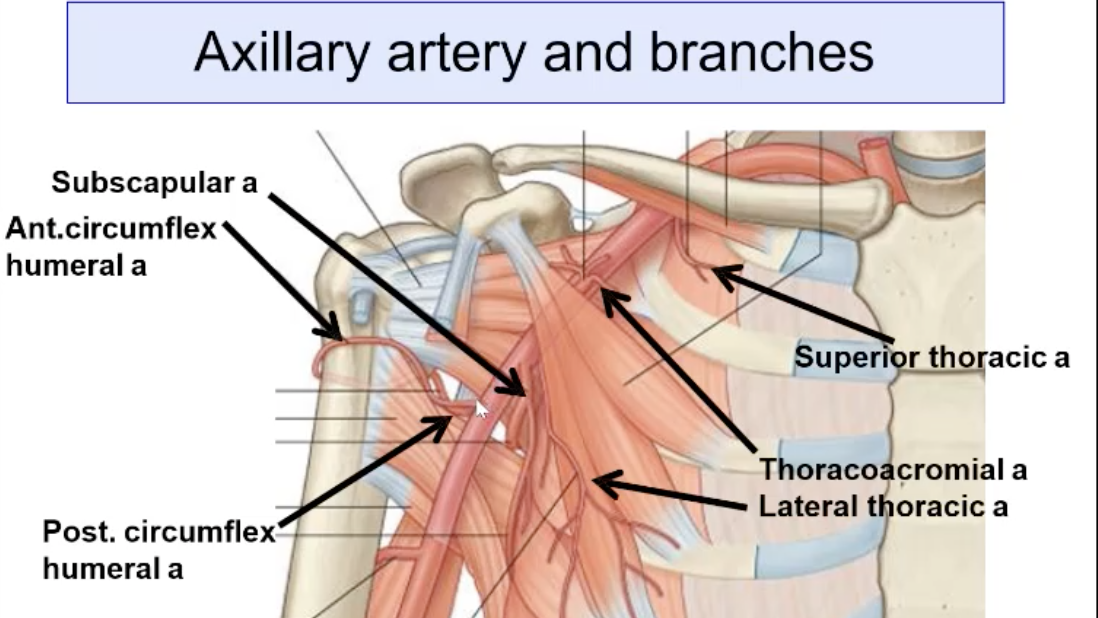 Axillary artery and branches
Subscapular a
Ant.circumflex
humeral a
Superior thoracic a
Thoracoacromial a
Lateral thoracic a
Post. circumflex
humeral a